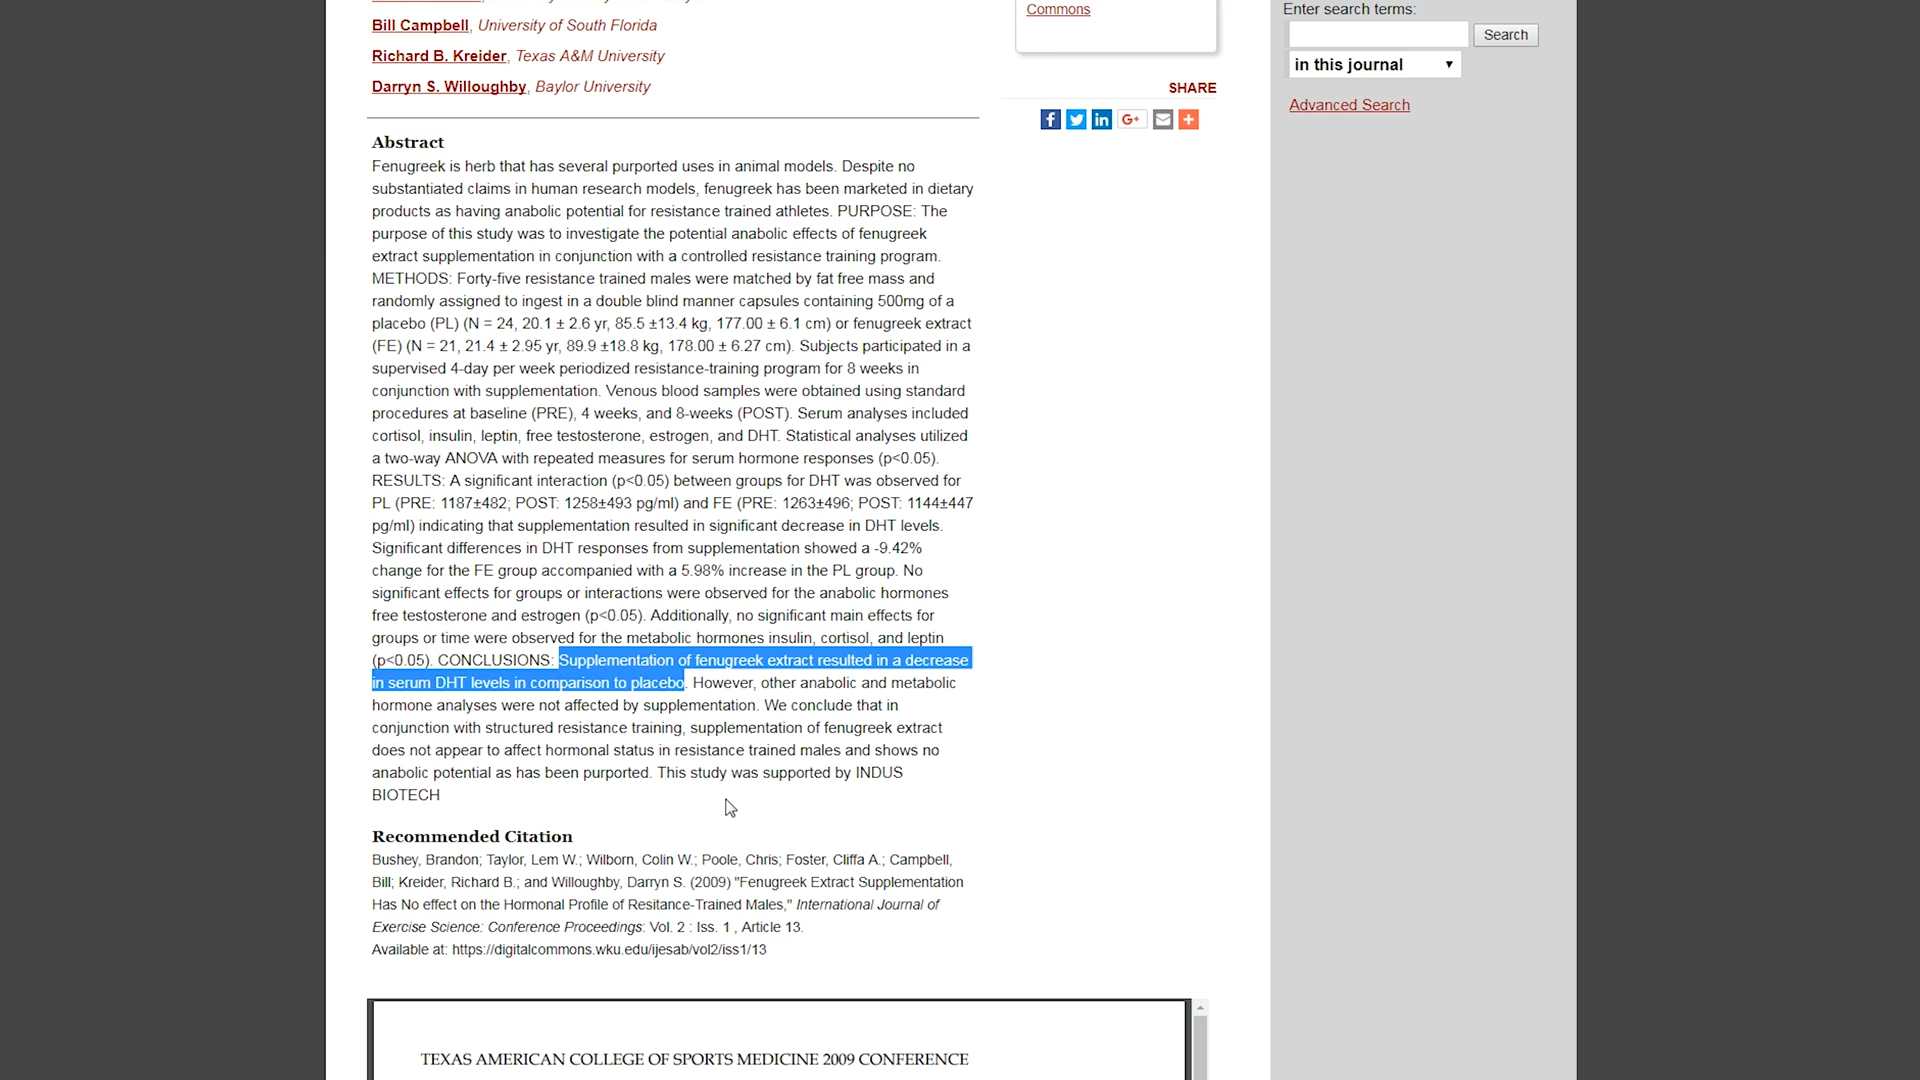 Commons
Enter search terms:
Search
in this journal
Advanced Search
Bill Campbell, University of South Florida
Richard B. Kreider, Texas A&M University
Darryn S. Willoughby, Baylor University
SHARE
Abstract
Fenugreek is herb that has several purported uses in animal models. Despite no
substantiated claims in human research models, fenugreek has been marketed in dietary
products as having anabolic potential for resistance trained athletes. PURPOSE: The
purpose of this study was to investigate the potential anabolic effects of fenugreek
extract supplementation in conjunction with a controlled resistance training program.
METHODS: Forty-five resistance trained males were matched by fat free mass and
randomly assigned to ingest in a double blind manner capsules containing 500mg of a
placebo (PL) (N = 24, 20.1 ± 2.6 yr, 85.5 ±13.4 kg, 177.00 ± 6.1 cm) or fenugreek extract
(FE) (N = 21, 21.4 ± 2.95 yr, 89.9 ±18.8 kg, 178.00 ± 6.27 cm). Subjects participated in a
supervised 4-day per week periodized resistance-training program for 8 weeks in
conjunction with supplementation. Venous blood samples were obtained using standard
procedures at baseline (PRE), 4 weeks, and 8-weeks (POST). Serum analyses included
cortisol, insulin, leptin, free testosterone, estrogen, and DHT. Statistical analyses utilized
a two-way ANOVA with repeated measures for serum hormone responses (p<0.05).
RESULTS: A significant interaction (p<0.05) between groups for DHT was observed for
PL (PRE: 1187±482; POST: 1258±493 pg/ml) and FE (PRE: 1263±496; POST: 1144±447
pg/ml) indicating that supplementation resulted in significant decrease in DHT levels.
Significant differences in DHT responses from supplementation showed a -9.42%
change for the FE group accompanied with a 5.98% increase in the PL group. No
significant effects for groups or interactions were observed for the anabolic hormones
free testosterone and estrogen (p<0.05). Additionally, no significant main effects for
groups or time were observed for the metabolic hormones insulin, cortisol, and leptin
(p<0.05). CONCLUSIONS: Supplementation of fenugreek extract resulted in a decrease
in serum DHT levels in comparison to placebo. However, other anabolic and metabolic
hormone analyses were not affected by supplementation. We conclude that in
conjunction with structured resistance training, supplementation of fenugreek extract
does not appear to affect hormonal status in resistance trained males and shows no
anabolic potential as has been purported. This study was supported by INDUS
BIOTECH
Recommended Citation
Bushey, Brandon; Taylor, Lem W.; Wilborn, Colin W.; Poole, Chris; Foster, Cliffa A.; Campbell,
Bill; Kreider, Richard B.; and Willoughby, Darryn S. (2009) "Fenugreek Extract Supplementation
Has No effect on the Hormonal Profile of Resitance-Trained Males," International Journal of
Exercise Science: Conference Proceedings: Vol. 2 : Iss. 1 , Article 13.
Available at: https://digitalcommons.wku.edu/ijesab/vol2/iss1/13
TEXAS AMERICAN COLLEGE OF SPORTS MEDICINE 2009 CONFERENCE